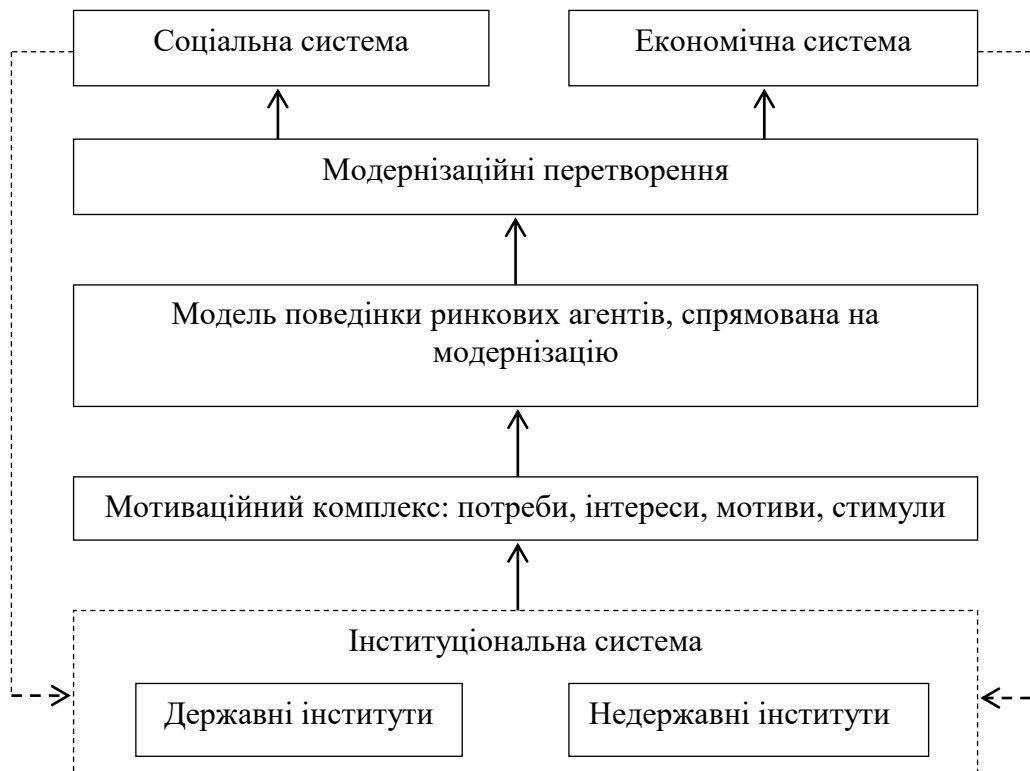 Соціальна система
Економічна система
Модернізаційні перетворення
Модель поведінки ринкових агентів, спрямована на
модернізацію
Мотиваційний комплекс: потреби, інтереси, мотиви, стимули
Інституціональна система
Державні інститути
Недержавні інститути